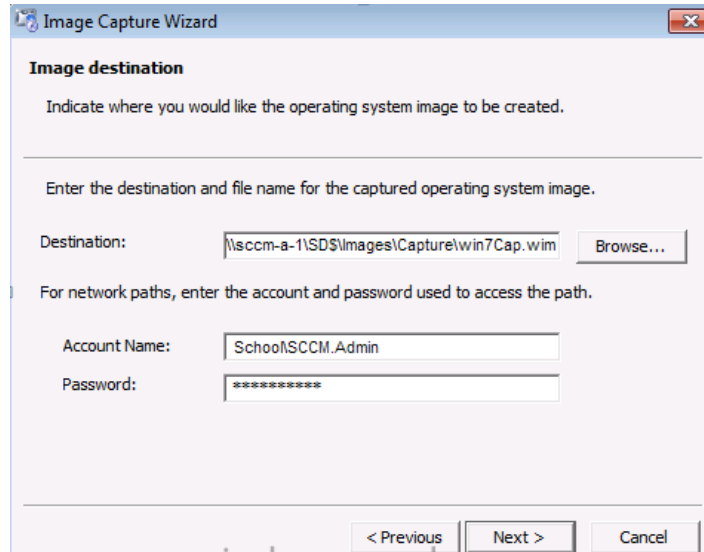 Image Capture Wizard
Image destination
Indicate where you would like the operating system image to be created.
Enter the destination and file name for the captured operating system image.
Destination: \\sccm-a-1\SD$\Images\Capture\win7Cap.wim Browse...
For network paths, enter the account and password used to access the path.
Account Name: School\SCCM.Admin
Password: **********
< Previous Next > Cancel